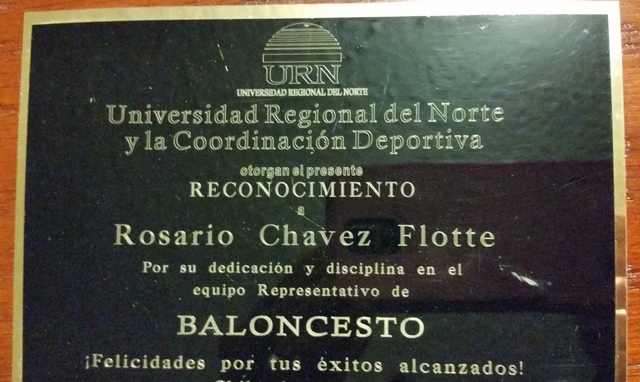 URN
UNIVERSIDAD REGIONAL DEL NORTE
Universidad Regional del Norte
y la Coordinación Deportiva
otorgan el presente
RECONOCIMIENTO
a
Rosario Chavez Flotte
Por su dedicación y disciplina en el
equipo Representativo de
BALONCESTO
¡Felicidades por tus éxitos alcanzados!